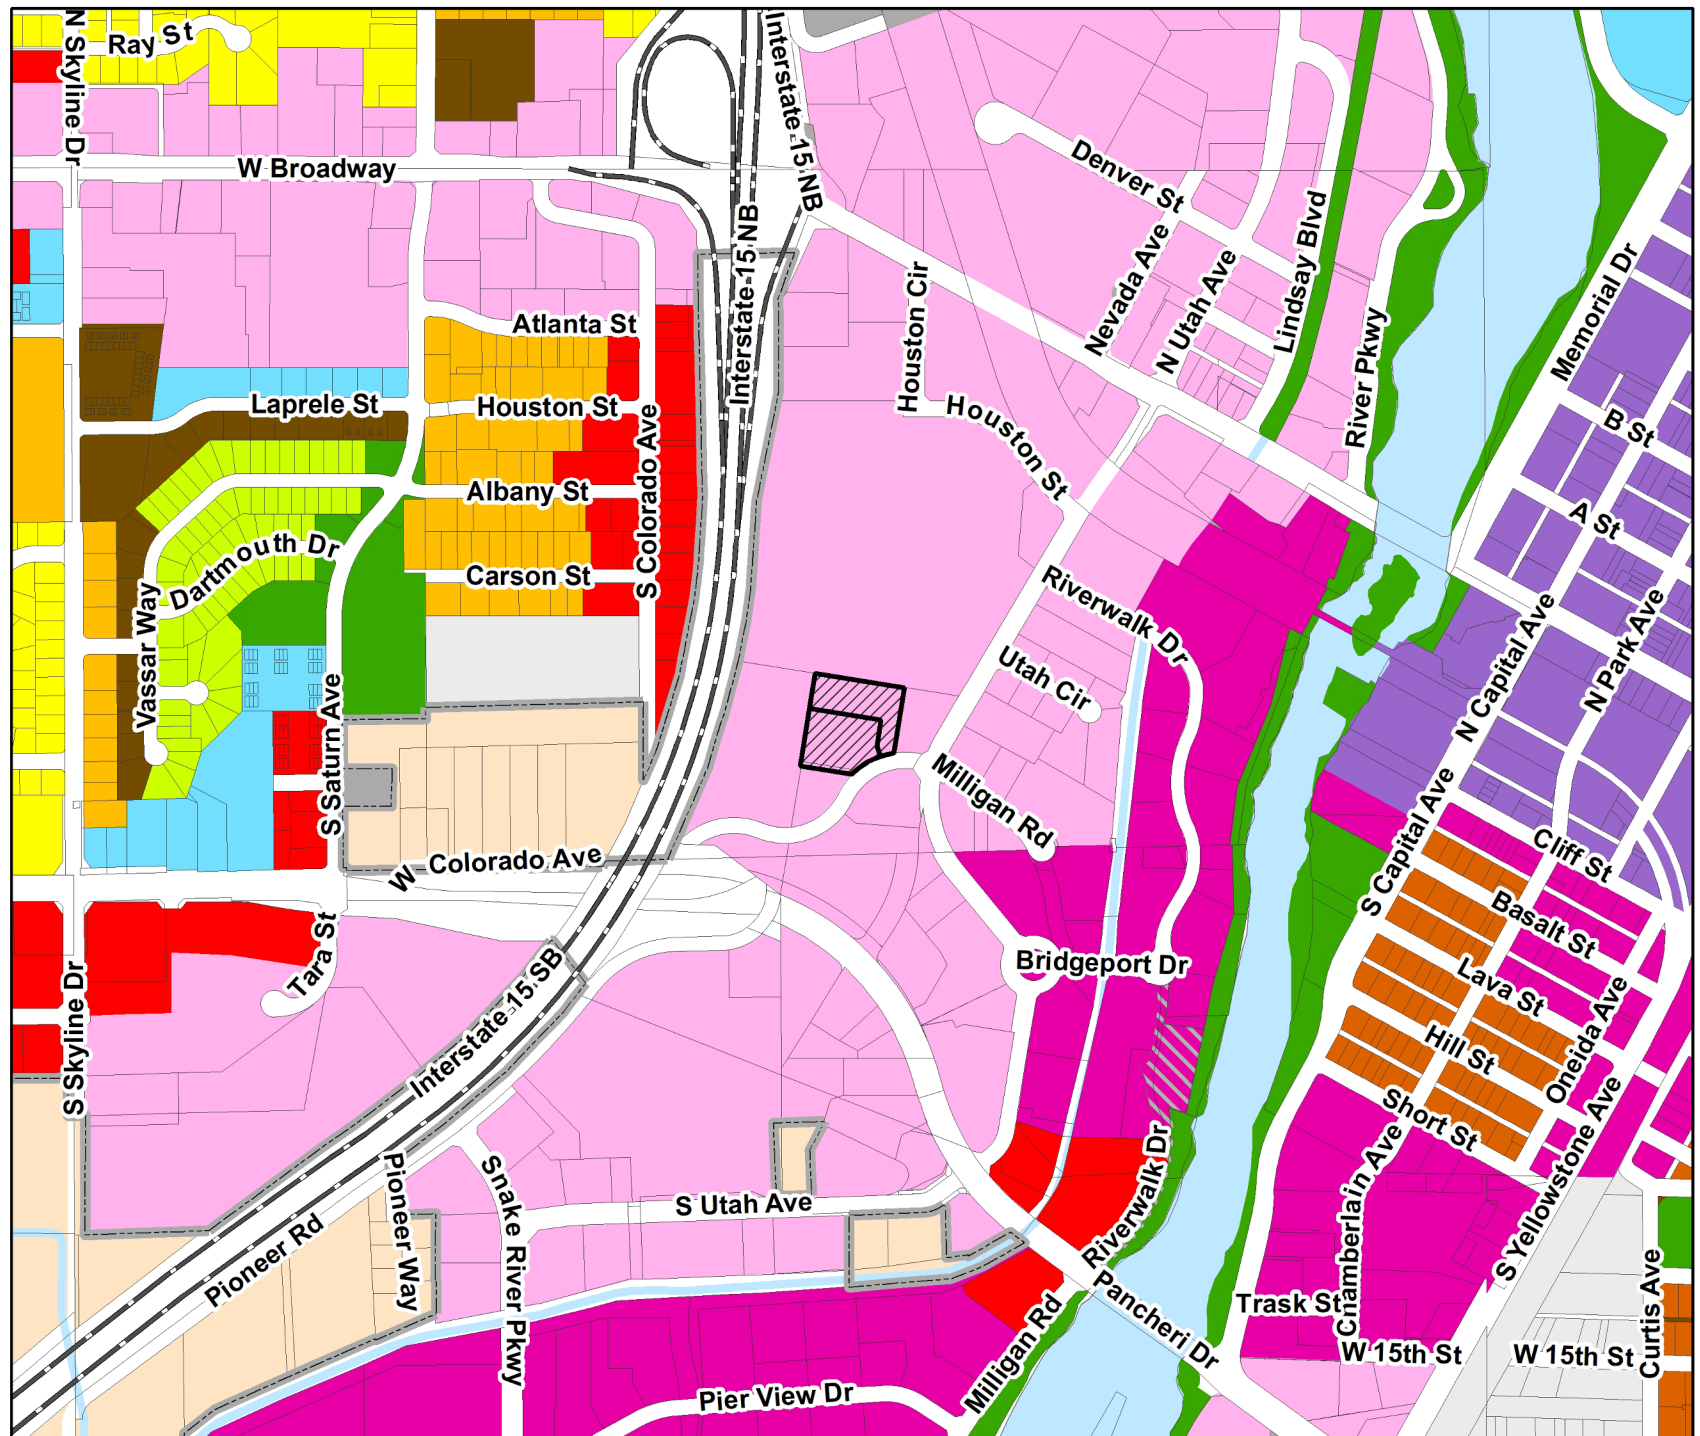 N Skyline Dr
Ray St
Interstate 15 NB
W Broadway
Denver St
Nevada Ave
N Utah Ave
Lindsay Blvd
River Pkwy
Memorial Dr
Houston Cir
Interstate 15 NB
Atlanta St
Laprele St
Houston St
S Colorado Ave
Houston St
B St
Albany St
A St
Dartmouth Dr
Carson St
Vassar Way
Riverwalk Dr
N Capital Ave
N Park Ave
Utah Cir
S Saturn Ave
Milligan Rd
S Capital Ave
Cliff St
W Colorado Ave
Basalt St
Tara St
Bridgeport Dr
Lava St
S Skyline Dr
Interstate 15 SB
Hill St
Oneida Ave
Short St
S Yellowstone Ave
Pioneer Way
Snake River Pkwy
S Utah Ave
Riverwalk Dr
Chamberlain Ave
Pioneer Rd
Pancheri Dr
Trask St
Curtis Ave
W 15th St
W 15th St
Milligan Rd
Pier View Dr